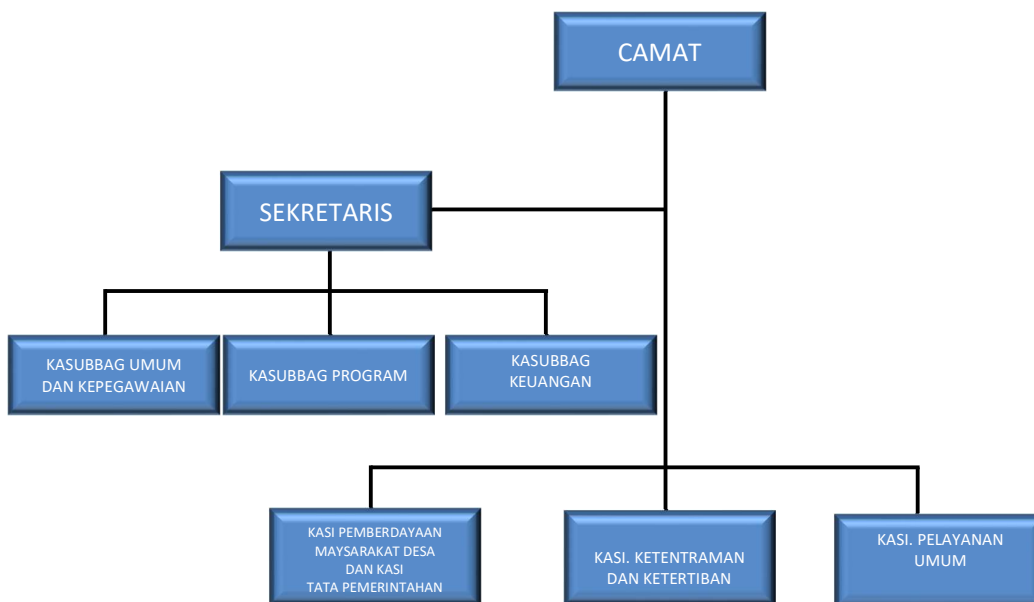 CAMAT
SEKRETARIS
KASUBBAG UMUM
DAN KEPEGAWAIAN
KASUBBAG PROGRAM
KASUBBAG
KEUANGAN
KASI PEMBERDAYAAN
MAYSARAKAT DESA
DAN KASI
TATA PEMERINTAHAN
KASI. KETENTRAMAN
DAN KETERTIBAN
KASI. PELAYANAN
UMUM